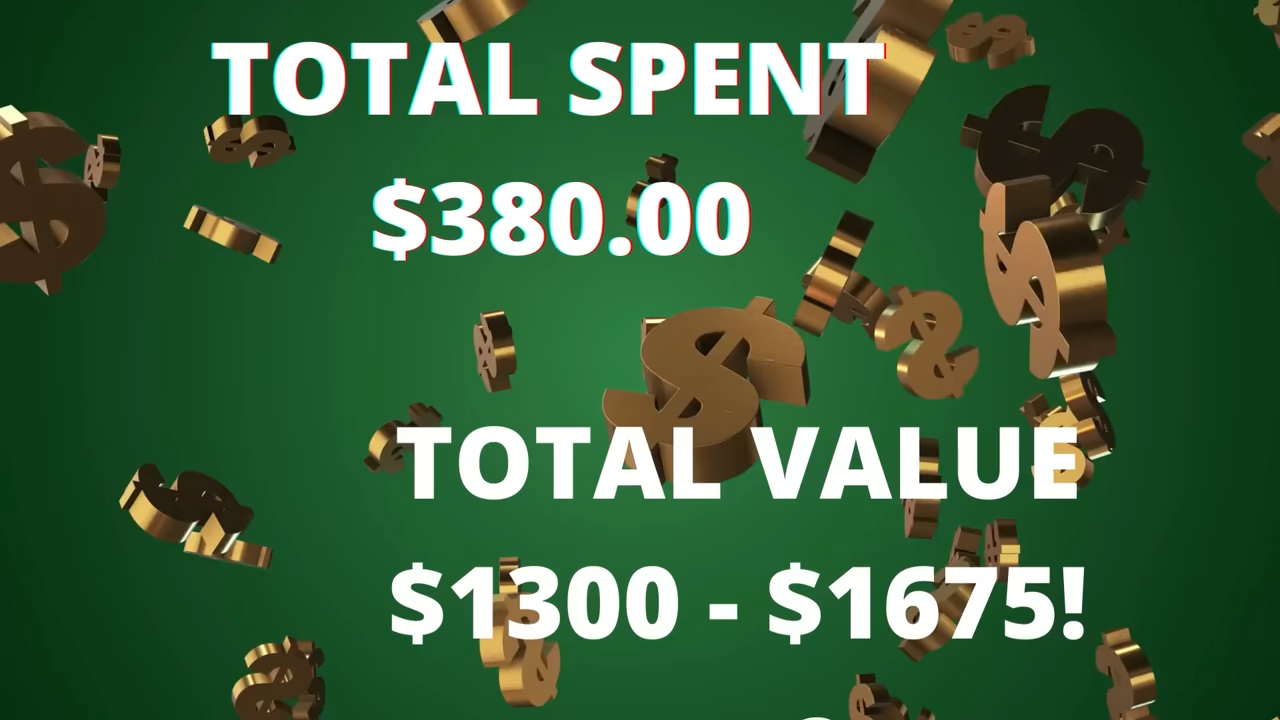 TOTAL SPENT
$380.00
TOTAL VALUE
$1300 - $1675!